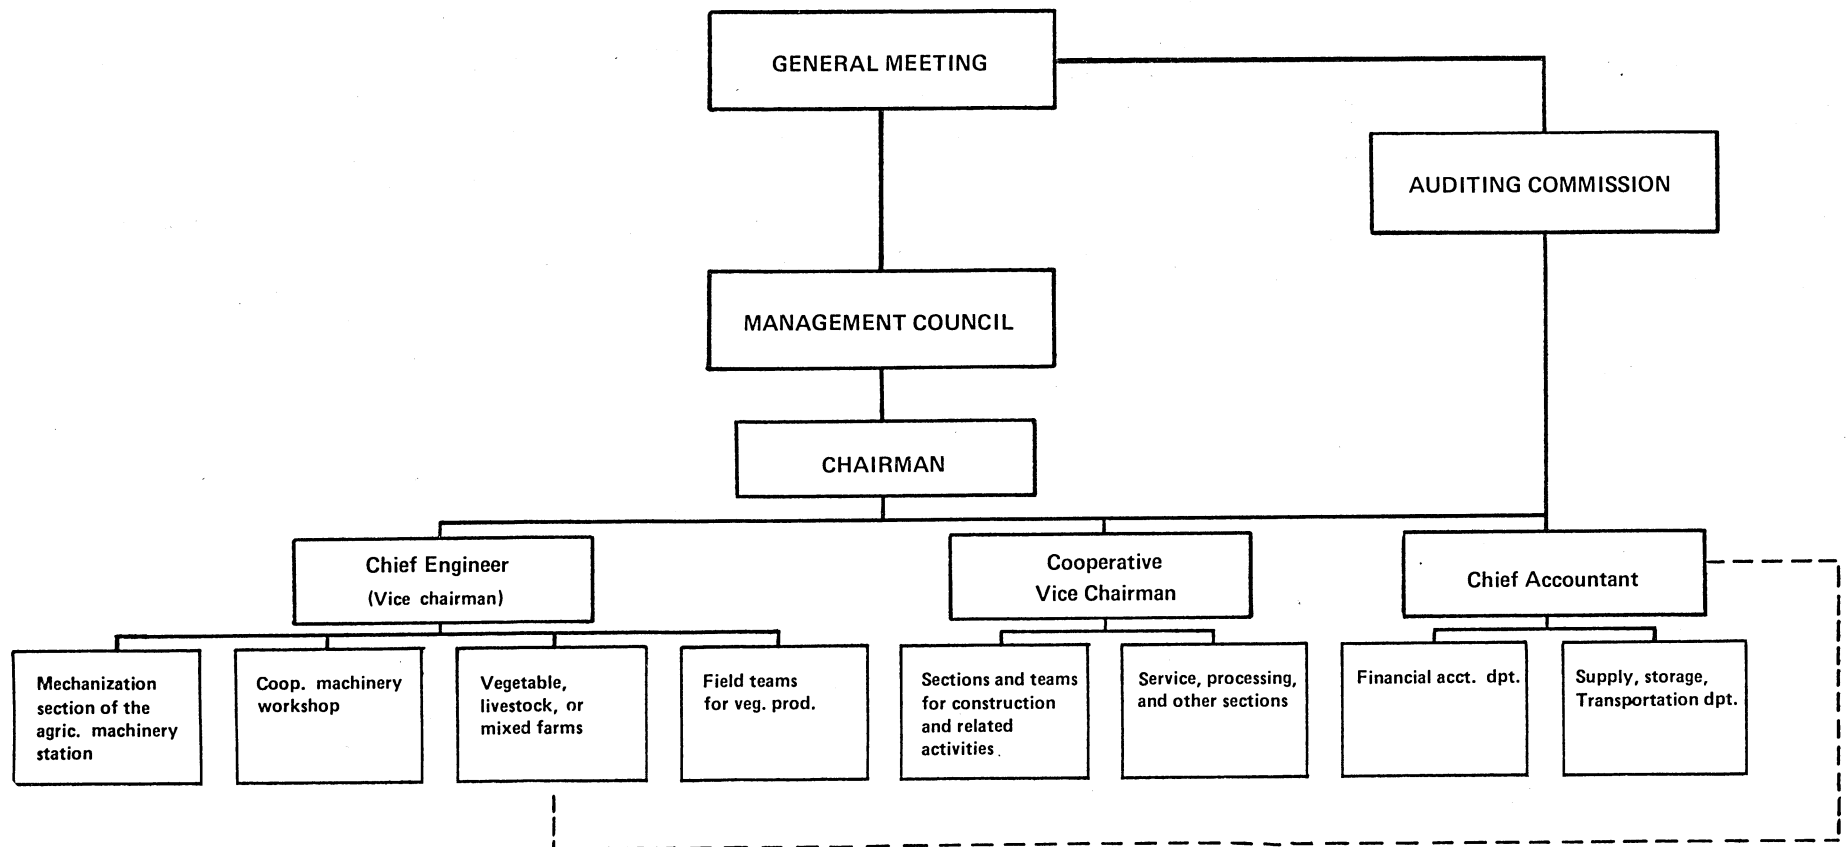 GENERAL MEETING
AUDITING COMMISSION
MANAGEMENT COUNCIL
CHAIRMAN
Chief Engineer
(Vice chairman)
Cooperative
Vice Chairman
Chief Accountant
Mechanization
section of the
agric. machinery
station
Coop. machinery
workshop
Vegetable,
livestock, or
mixed farms
Field teams
for veg. prod.
Sections and teams
for construction
and related
activities.
Service, processing,
and other sections
Financial acct. dpt.
Supply, storage,
Transportation dpt.